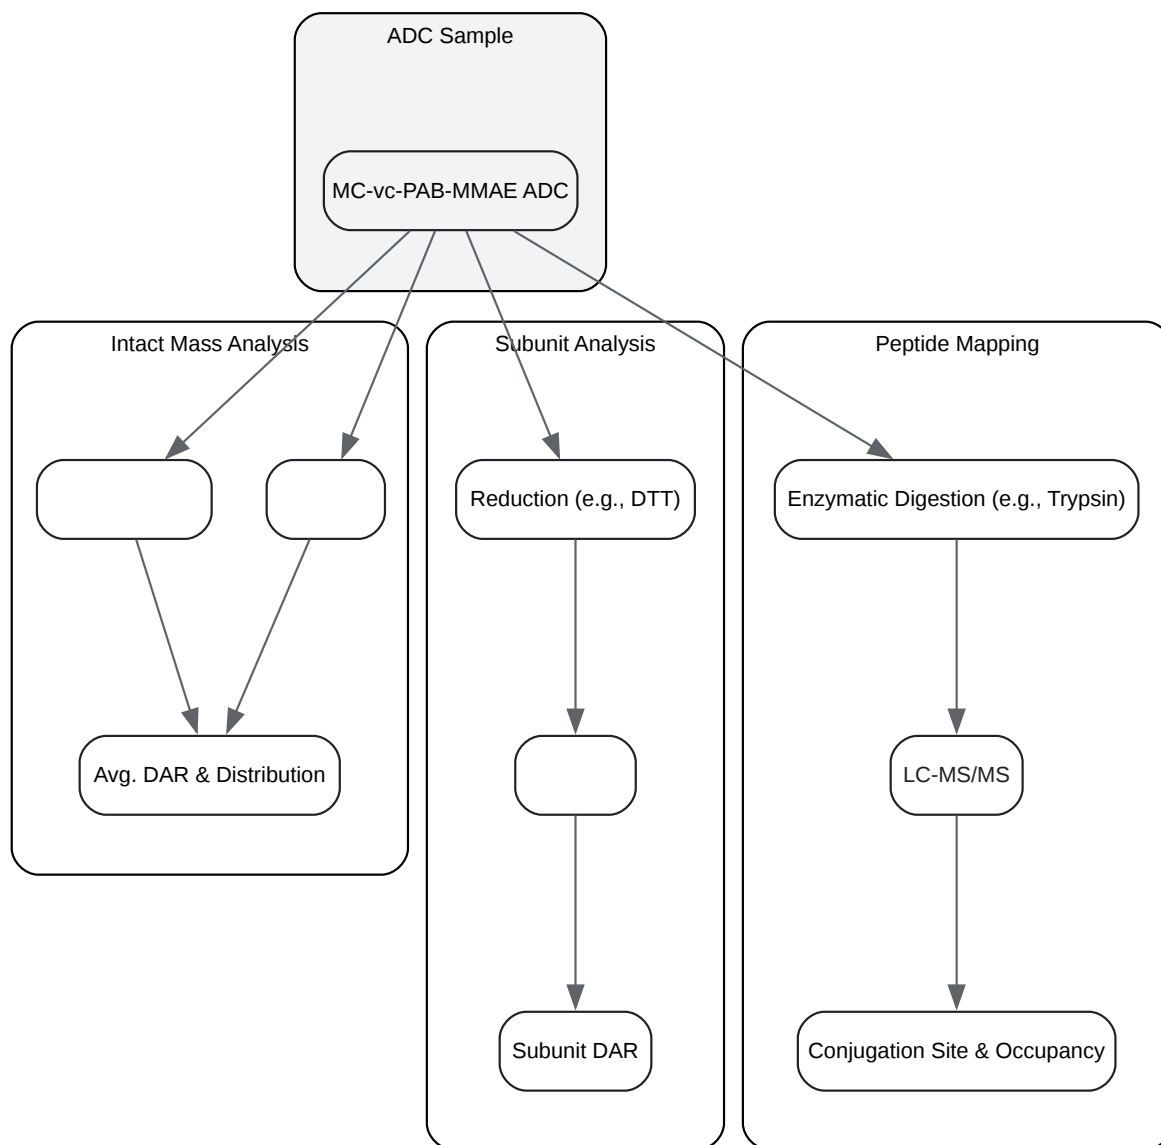 ADC Sample
MC-vc-PAB-MMAE ADC
Intact Mass Analysis
Subunit Analysis
Peptide Mapping
Reduction (e.g., DTT)
Enzymatic Digestion (e.g., Trypsin)
Avg. DAR & Distribution
LC-MS/MS
Subunit DAR
Conjugation Site & Occupancy